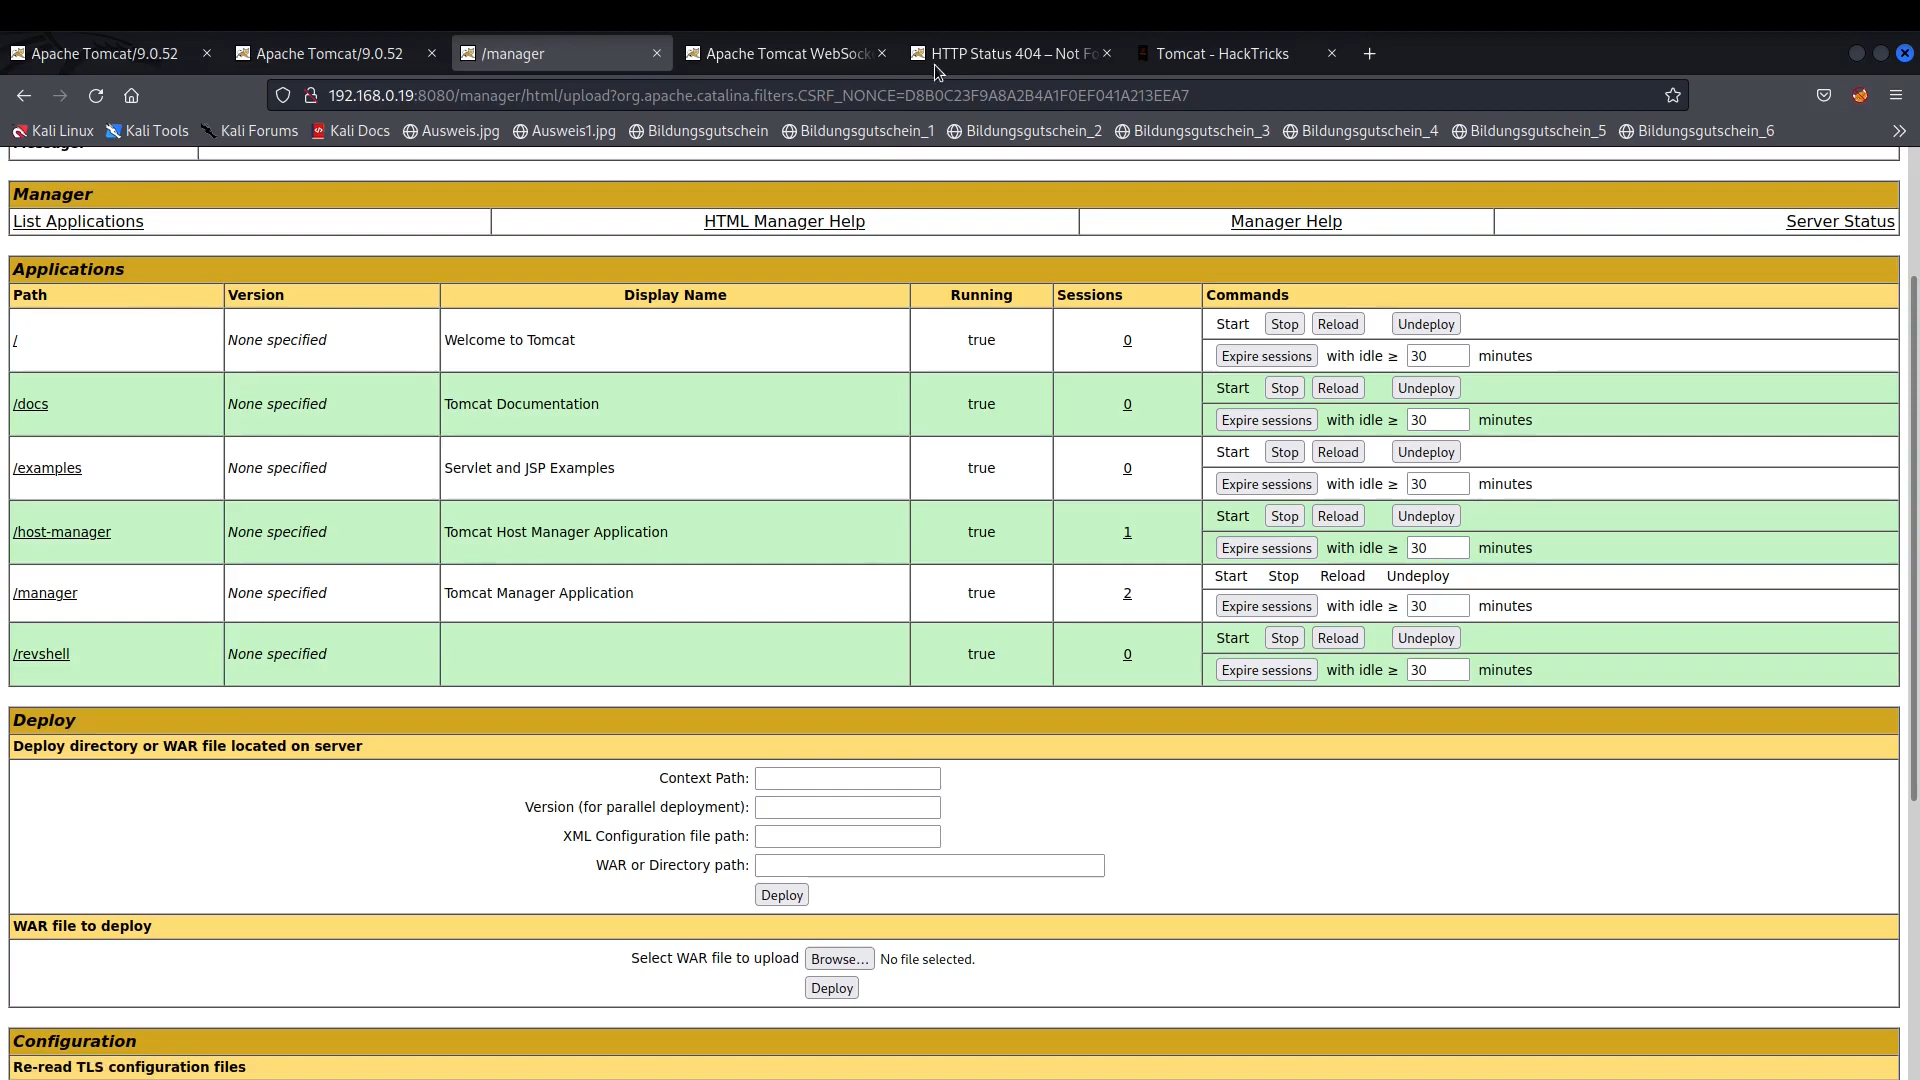 Apache Tomcat/9.0.52
Apache Tomcat/9.0.52
/manager
Apache Tomcat WebSock
HTTP Status 404 – Not Fo
Tomcat - HackTricks
192.168.0.19:8080/manager/html/upload?org.apache.catalina.filters.CSRF_NONCE=D8B0C23F9A8A2B4A1F0EF041A213EEA7
Kali Linux
Kali Tools
Kali Forums
Kali Docs
Ausweis.jpg
Ausweis1.jpg
Bildungsgutschein
Bildungsgutschein_1
Bildungsgutschein_2
Bildungsgutschein_3
Bildungsgutschein_4
Bildungsgutschein_5
Bildungsgutschein_6
Manager
List Applications HTML Manager Help Manager Help Server Status
Applications
Path Version Display Name Running Sessions Commands
/ None specified Welcome to Tomcat true 0
Start Stop Reload Undeploy
Expire sessions with idle ≥ 30 minutes
/docs None specified Tomcat Documentation true 0
Start Stop Reload Undeploy
Expire sessions with idle ≥ 30 minutes
/examples None specified Servlet and JSP Examples true 0
Start Stop Reload Undeploy
Expire sessions with idle ≥ 30 minutes
/host-manager None specified Tomcat Host Manager Application true 1
Start Stop Reload Undeploy
Expire sessions with idle ≥ 30 minutes
/manager None specified Tomcat Manager Application true 2
Start Stop Reload Undeploy
Expire sessions with idle ≥ 30 minutes
/revshell None specified true 0
Start Stop Reload Undeploy
Expire sessions with idle ≥ 30 minutes
Deploy
Deploy directory or WAR file located on server
Context Path:
Version (for parallel deployment):
XML Configuration file path:
WAR or Directory path:
Deploy
WAR file to deploy
Select WAR file to upload Browse... No file selected.
Deploy
Configuration
Re-read TLS configuration files